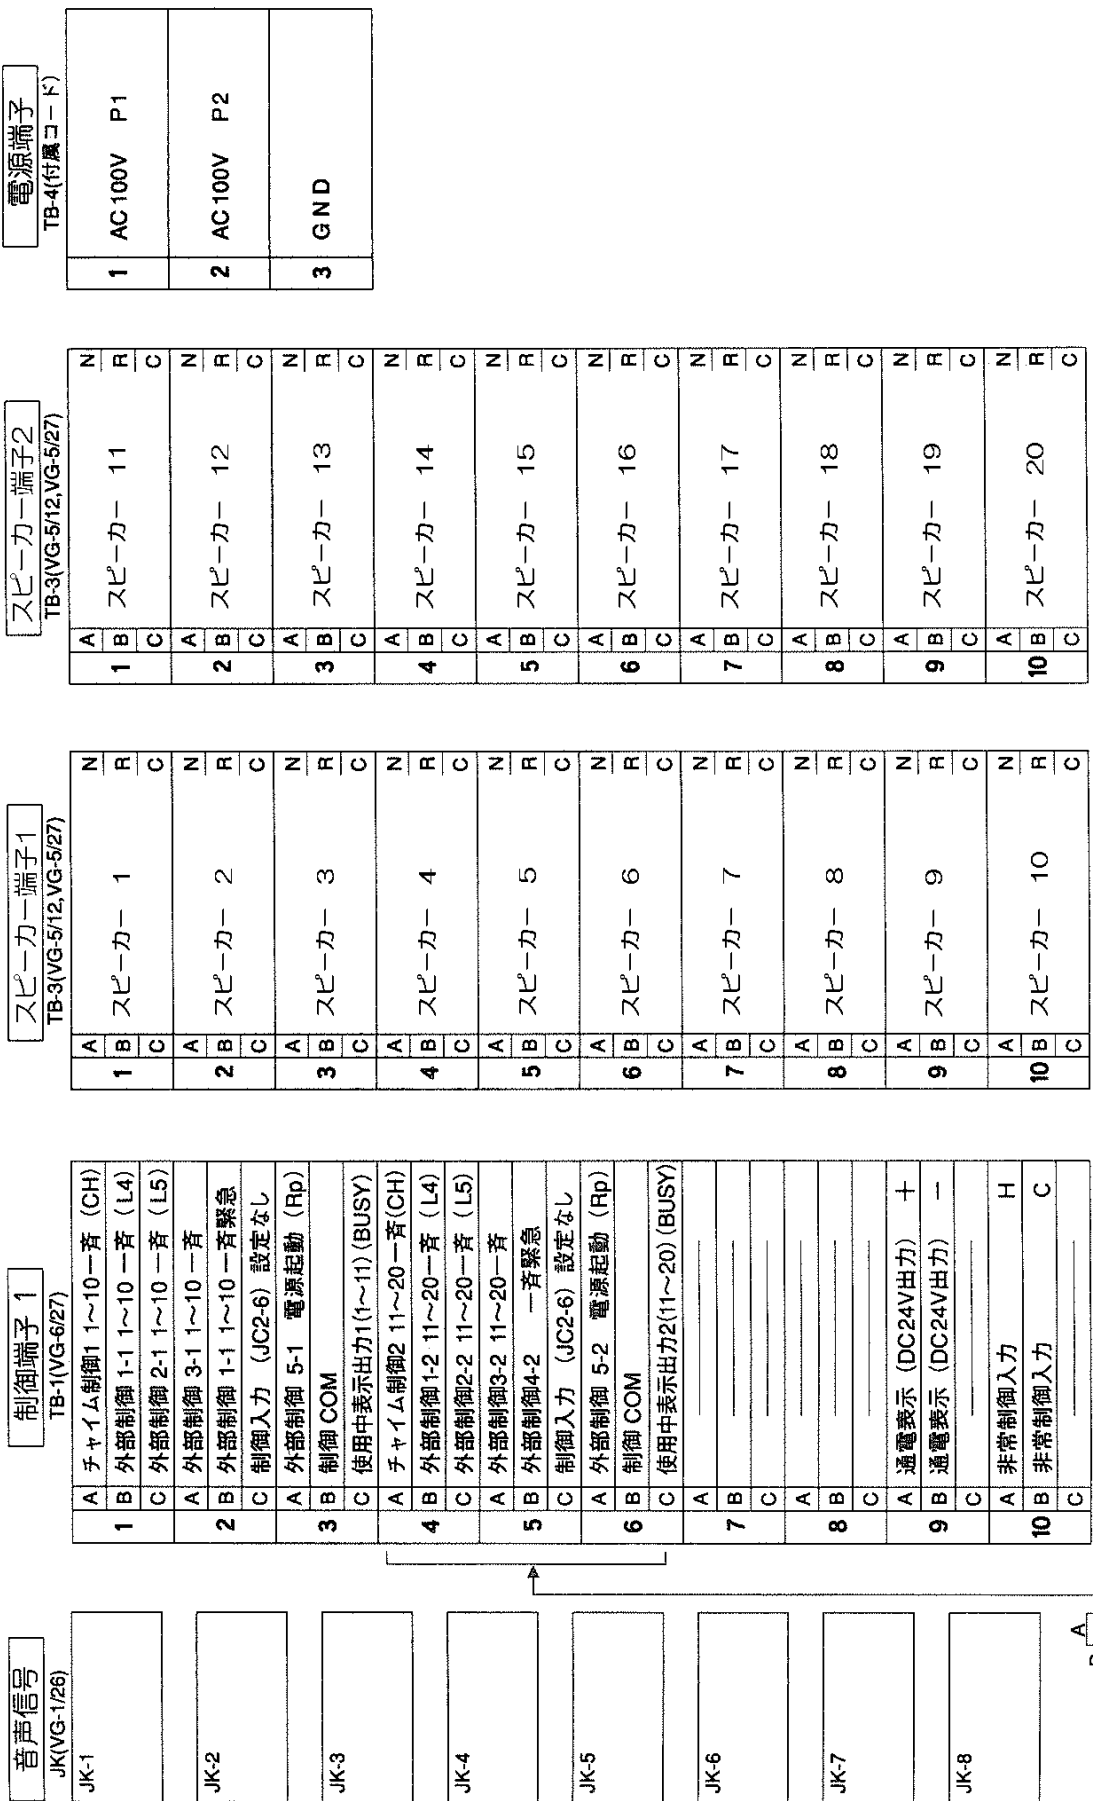 音声信号
JK(VG-1/26)
JK-1
JK-2
JK-3
JK-4
JK-5
JK-6
JK-7
JK-8
A
制御端子 1
TB-1(VG-6/27)
1
A チャイム制御1 1～10一斉 (CH)
B 外部制御 1-1 1～10 一斉 (L4)
C 外部制御 2-1 1～10 一斉 (L5)
2
A 外部制御 3-1 1～10 一斉
B 外部制御 1-1 1～10 一斉緊急
C 制御入力 (JC2-6) 設定なし
3
A 外部制御 5-1 電源起動 (Rp)
B 制御 COM
C 使用中表示出力1(1～11)(BUSY)
4
A チャイム制御2 11～20一斉(CH)
B 外部制御1-2 11～20一斉 (L4)
C 外部制御2-2 11～20一斉 (L5)
5
A 外部制御3-2 11～20一斉
B 外部制御4-2 一斉緊急
C 制御入力 (JC2-6) 設定なし
6
A 外部制御 5-2 電源起動 (Rp)
B 制御 COM
C 使用中表示出力2(11～20)(BUSY)
7
A
B
C
8
A
B
C
9
A 通電表示 (DC24V出力) ＋
B 通電表示 (DC24V出力) －
C
10
A 非常制御入力 H
B 非常制御入力 C
C
スピーカー端子1
TB-3(VG-5/12,VG-5/27)
1
A N
B スピーカー 1 R
C C
2
A N
B スピーカー 2 R
C C
3
A N
B スピーカー 3 R
C C
4
A N
B スピーカー 4 R
C C
5
A N
B スピーカー 5 R
C C
6
A N
B スピーカー 6 R
C C
7
A N
B スピーカー 7 R
C C
8
A N
B スピーカー 8 R
C C
9
A N
B スピーカー 9 R
C C
10
A N
B スピーカー 10 R
C C
スピーカー端子2
TB-3(VG-5/12,VG-5/27)
1
A N
B スピーカー 11 R
C C
2
A N
B スピーカー 12 R
C C
3
A N
B スピーカー 13 R
C C
4
A N
B スピーカー 14 R
C C
5
A N
B スピーカー 15 R
C C
6
A N
B スピーカー 16 R
C C
7
A N
B スピーカー 17 R
C C
8
A N
B スピーカー 18 R
C C
9
A N
B スピーカー 19 R
C C
10
A N
B スピーカー 20 R
C C
電源端子
TB-4(付属コード)
1 AC100V P1
2 AC100V P2
3 GND